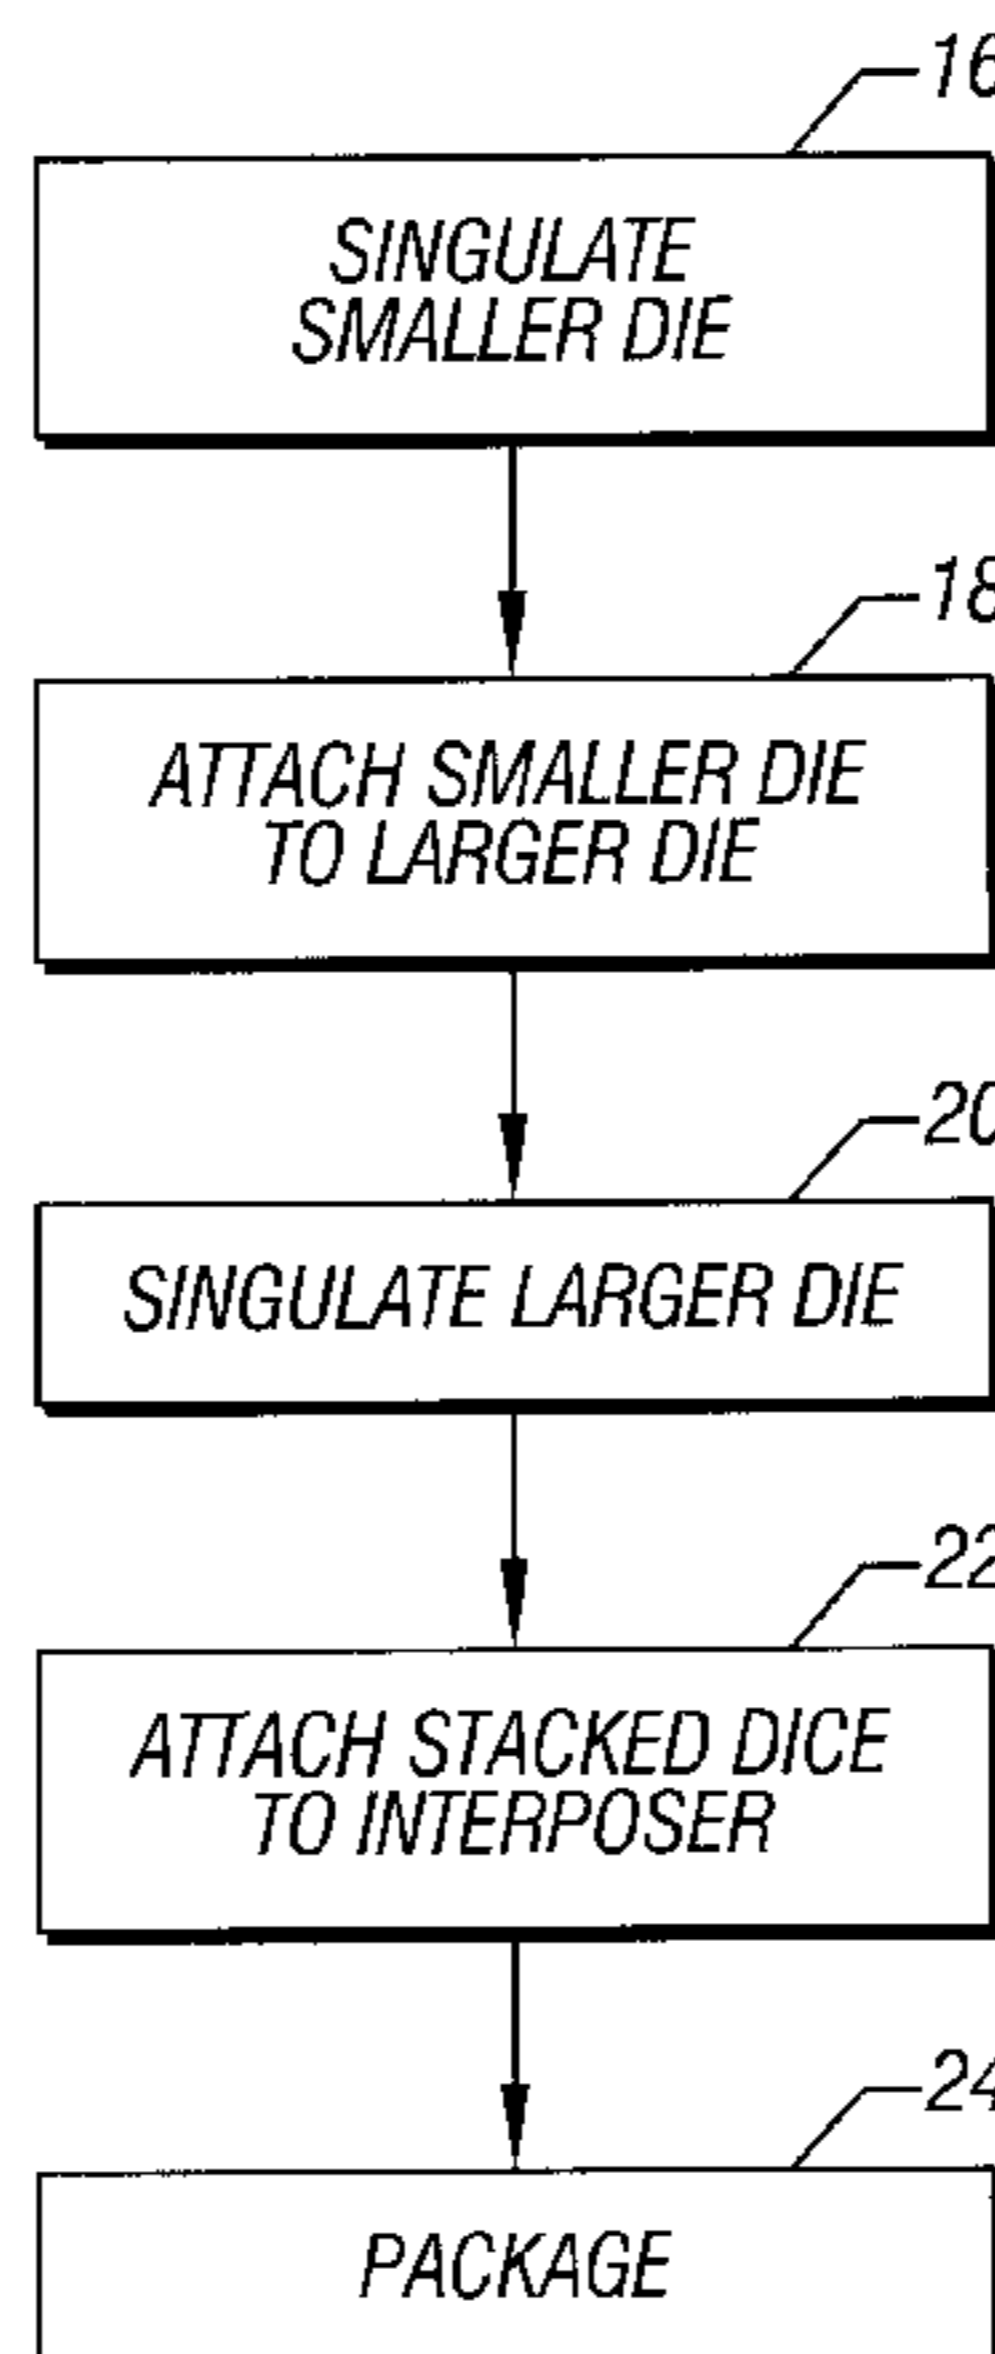 16
SINGULATE
SMALLER DIE
18
ATTACH SMALLER DIE
TO LARGER DIE
20
SINGULATE LARGER DIE
22
ATTACH STACKED DICE
TO INTERPOSER
24
PACKAGE